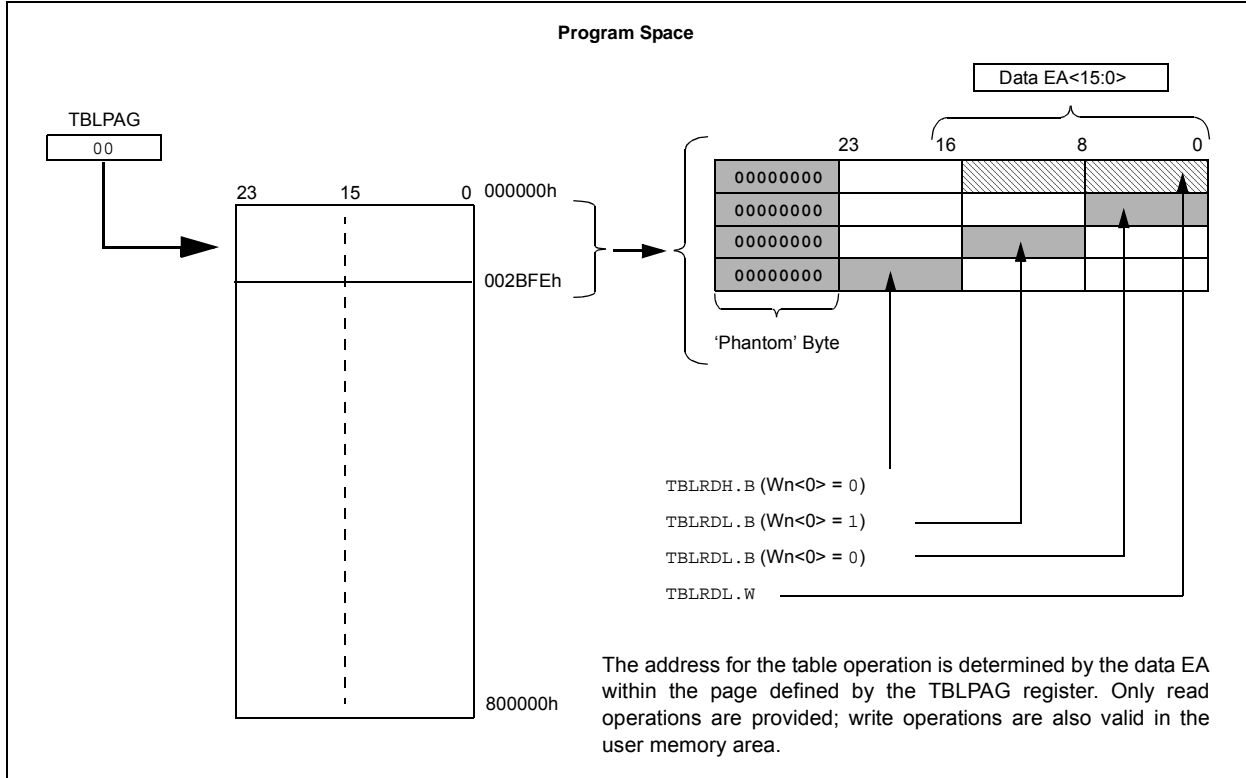 Program Space
Data EA<15:0>
TBLPAG
00
23 16 8 0
00000000
23 15 0 000000h
00000000
00000000
00000000
002BFEh
'Phantom' Byte
TBLRDH.B (Wn<0> = 0)
TBLRDL.B (Wn<0> = 1)
TBLRDL.B (Wn<0> = 0)
TBLRDL.W
The address for the table operation is determined by the data EA
within the page defined by the TBLPAG register. Only read
operations are provided; write operations are also valid in the
user memory area.
800000h